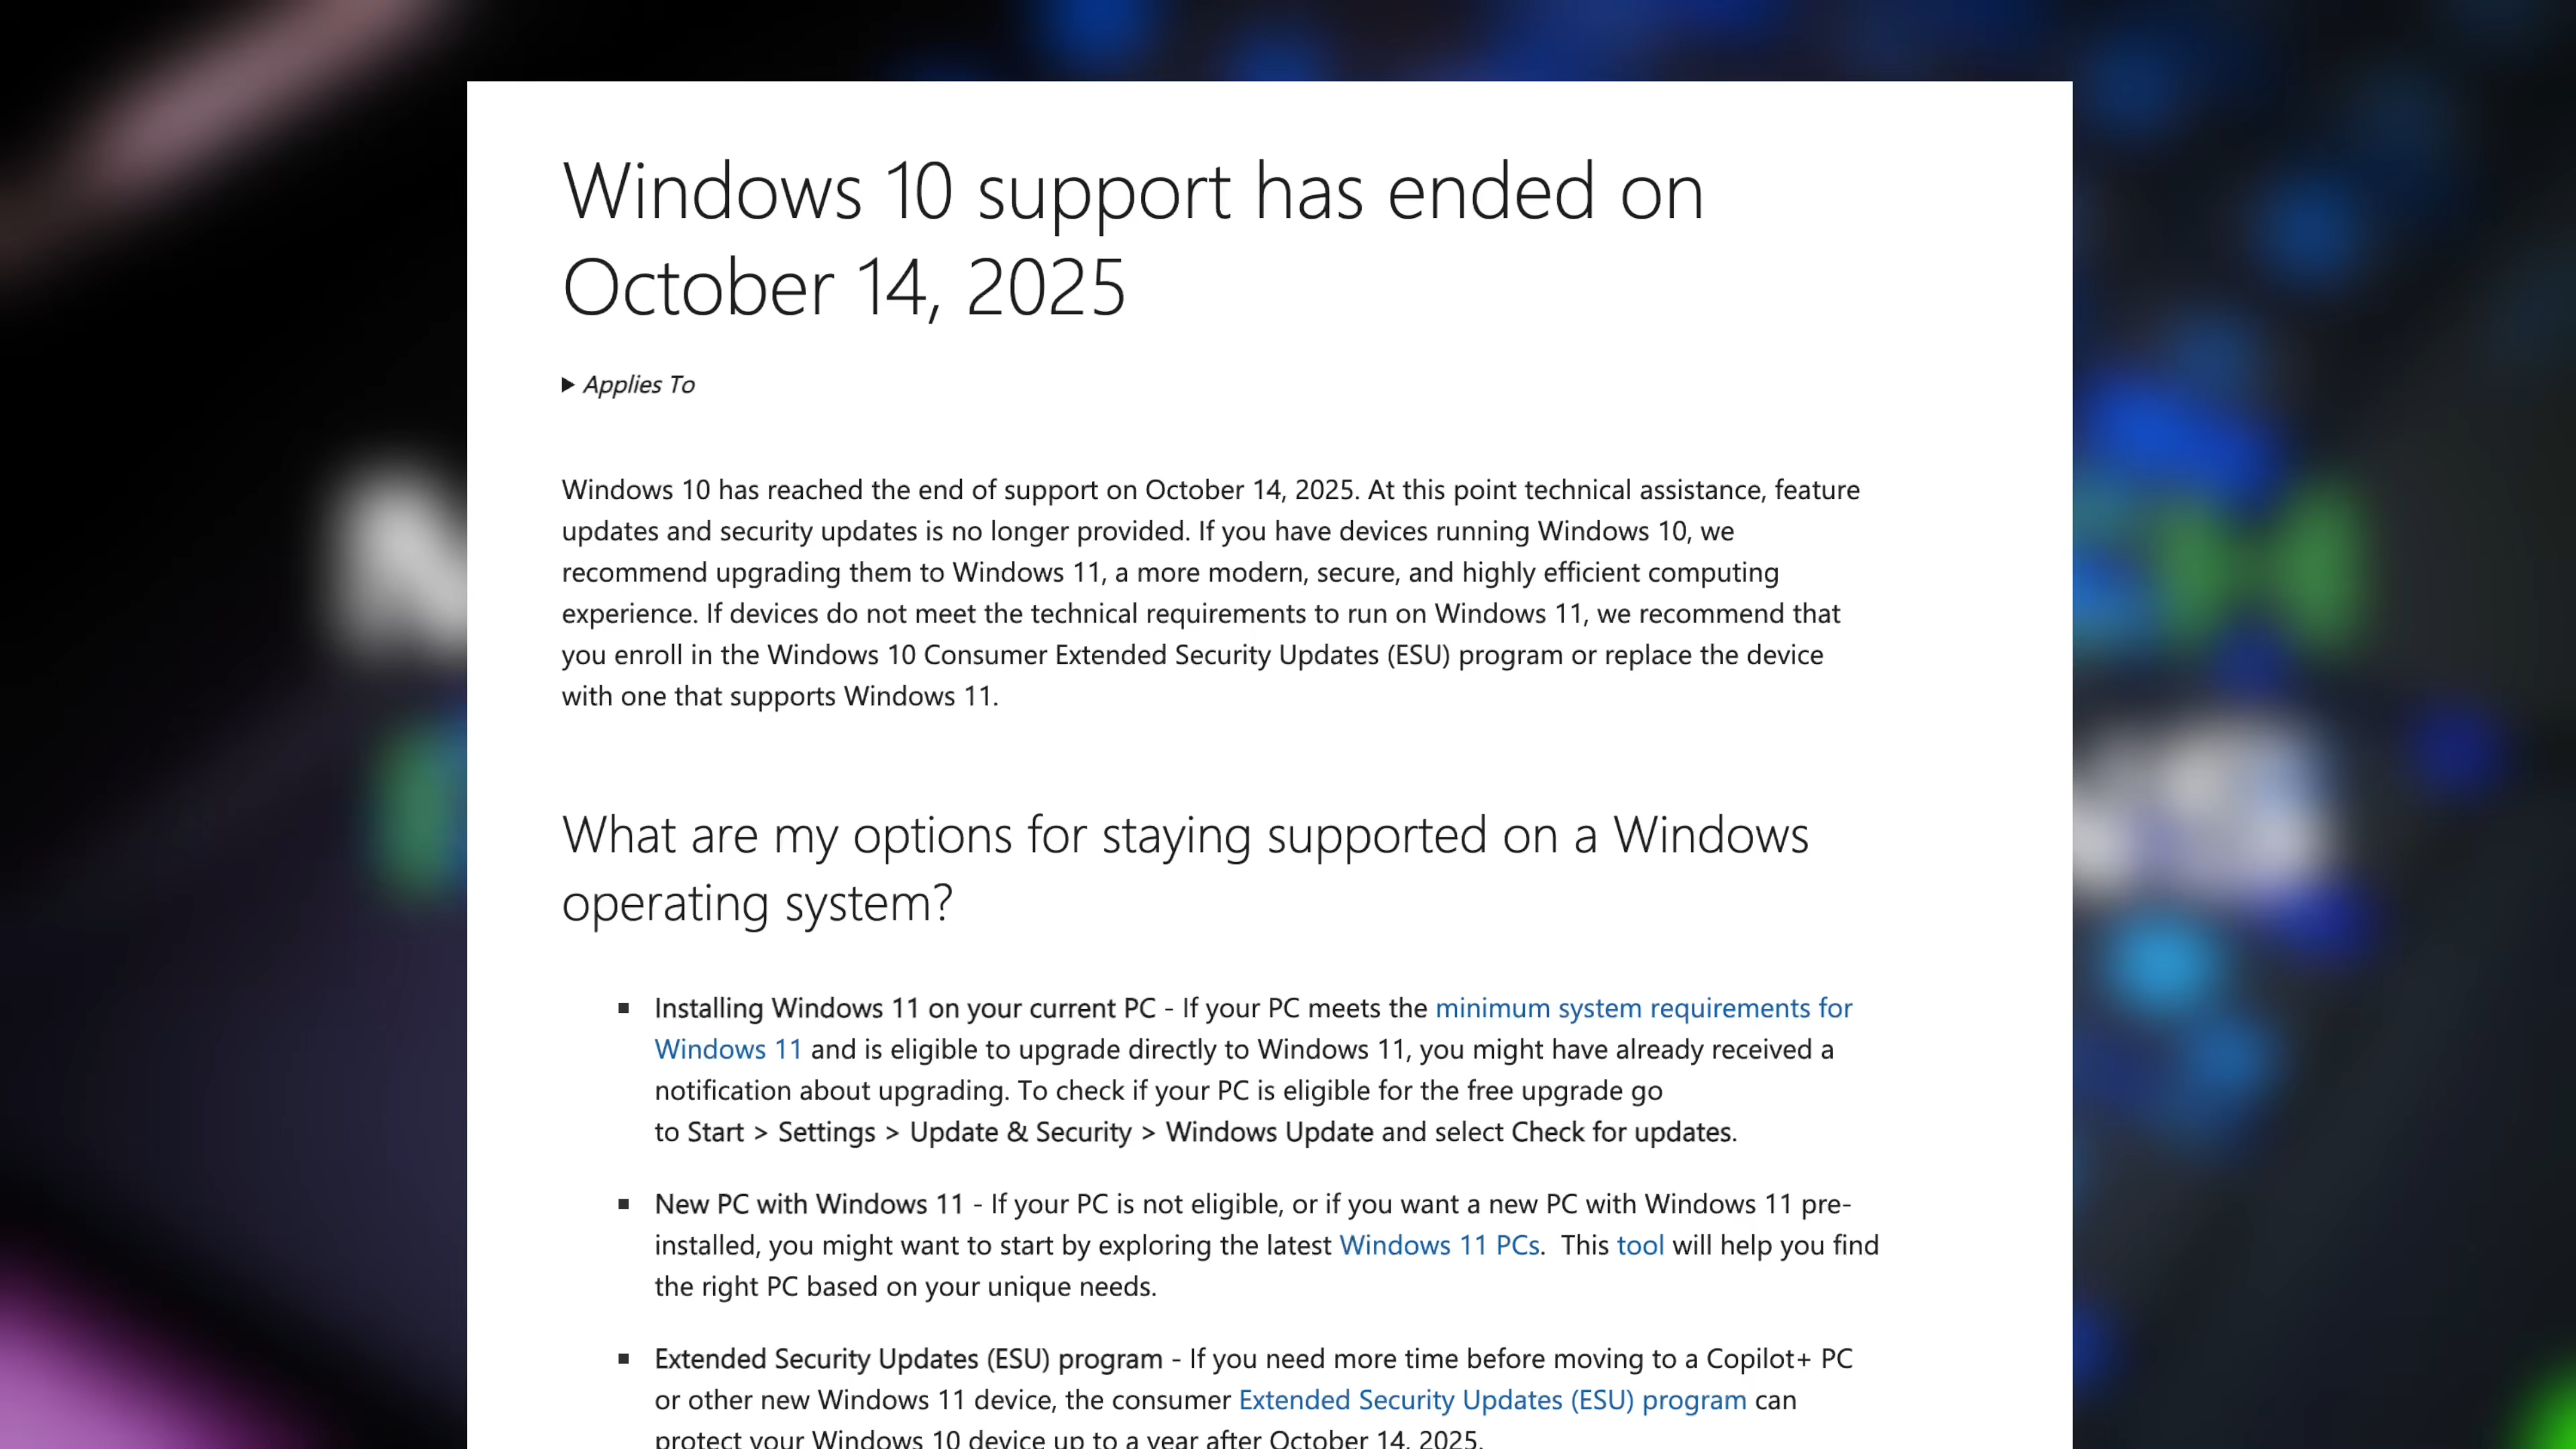 Windows 10 support has ended on
October 14, 2025
▶ Applies To
Windows 10 has reached the end of support on October 14, 2025. At this point technical assistance, feature
updates and security updates is no longer provided. If you have devices running Windows 10, we
recommend upgrading them to Windows 11, a more modern, secure, and highly efficient computing
experience. If devices do not meet the technical requirements to run on Windows 11, we recommend that
you enroll in the Windows 10 Consumer Extended Security Updates (ESU) program or replace the device
with one that supports Windows 11.
What are my options for staying supported on a Windows
operating system?
▪ Installing Windows 11 on your current PC - If your PC meets the minimum system requirements for
Windows 11 and is eligible to upgrade directly to Windows 11, you might have already received a
notification about upgrading. To check if your PC is eligible for the free upgrade go
to Start > Settings > Update & Security > Windows Update and select Check for updates.
▪ New PC with Windows 11 - If your PC is not eligible, or if you want a new PC with Windows 11 pre-
installed, you might want to start by exploring the latest Windows 11 PCs.  This tool will help you find
the right PC based on your unique needs.
▪ Extended Security Updates (ESU) program - If you need more time before moving to a Copilot+ PC
or other new Windows 11 device, the consumer Extended Security Updates (ESU) program can
protect your Windows 10 device up to a year after October 14, 2025.